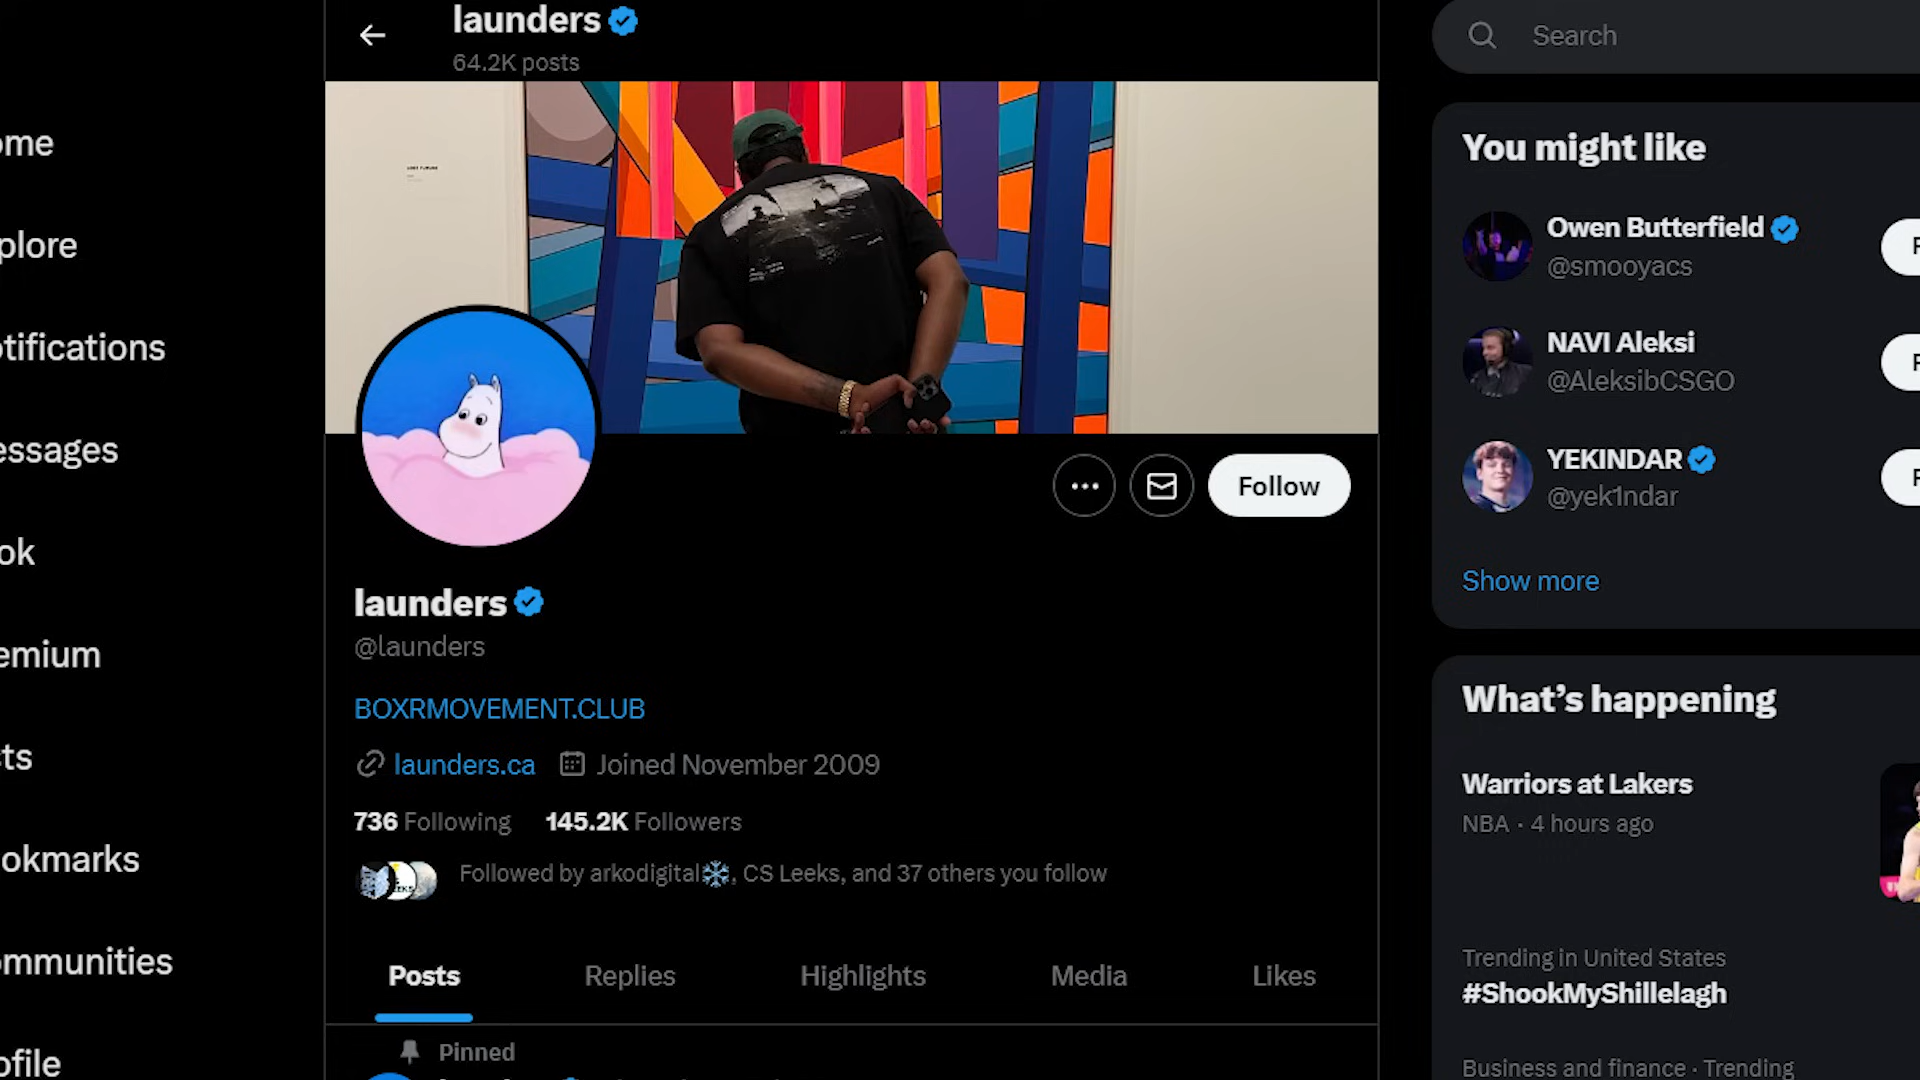 launders
64.2K posts
Search
ome
plore
otifications
essages
ok
emium
sts
okmarks
ommunities
ofile
Follow
launders
@launders
BOXRMOVEMENT.CLUB
launders.ca Joined November 2009
736 Following 145.2K Followers
Followed by arkodigital❄️, CS Leeks, and 37 others you follow
Posts Replies Highlights Media Likes
Pinned
You might like
Owen Butterfield
@smooyacs
F
NAVI Aleksi
@AleksibCSGO
F
YEKINDAR
@yek1ndar
F
Show more
What’s happening
Warriors at Lakers
NBA · 4 hours ago
Trending in United States
#ShookMyShillelagh
Business and finance · Trending